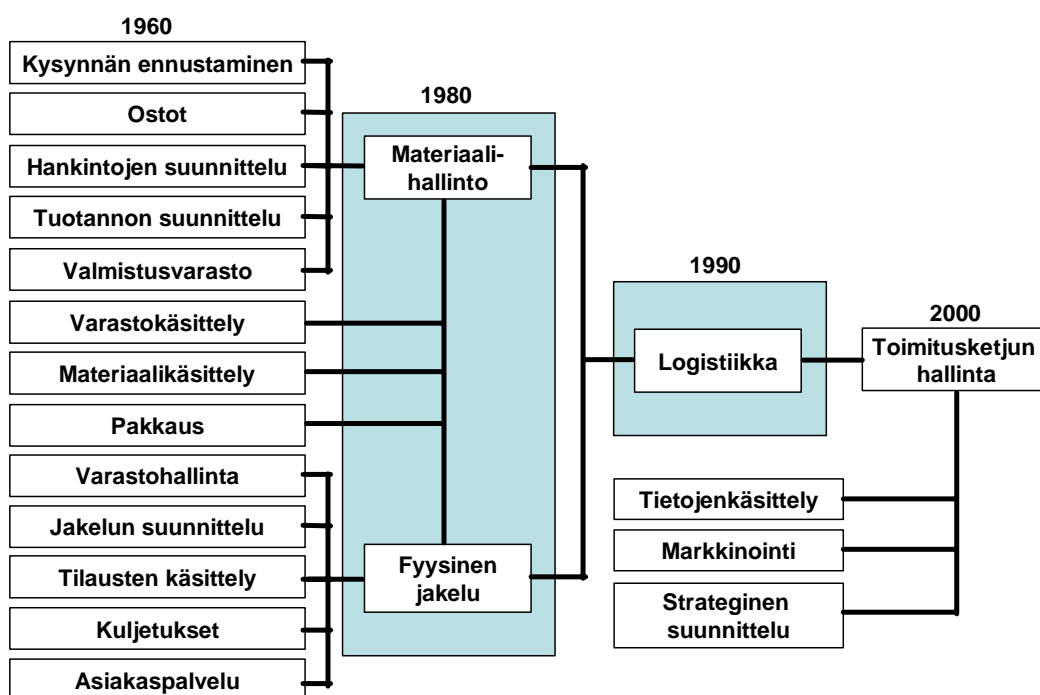 1960
Kysynnän ennustaminen
Ostot
Hankintojen suunnittelu
Tuotannon suunnittelu
Valmistusvarasto
Varastokäsittely
Materiaalikäsittely
Pakkaus
Varastohallinta
Jakelun suunnittelu
Tilausten käsittely
Kuljetukset
Asiakaspalvelu
1980
Materiaali-
hallinto
Fyysinen
jakelu
1990
Logistiikka
2000
Toimitusketjun
hallinta
Tietojenkäsittely
Markkinointi
Strateginen
suunnittelu